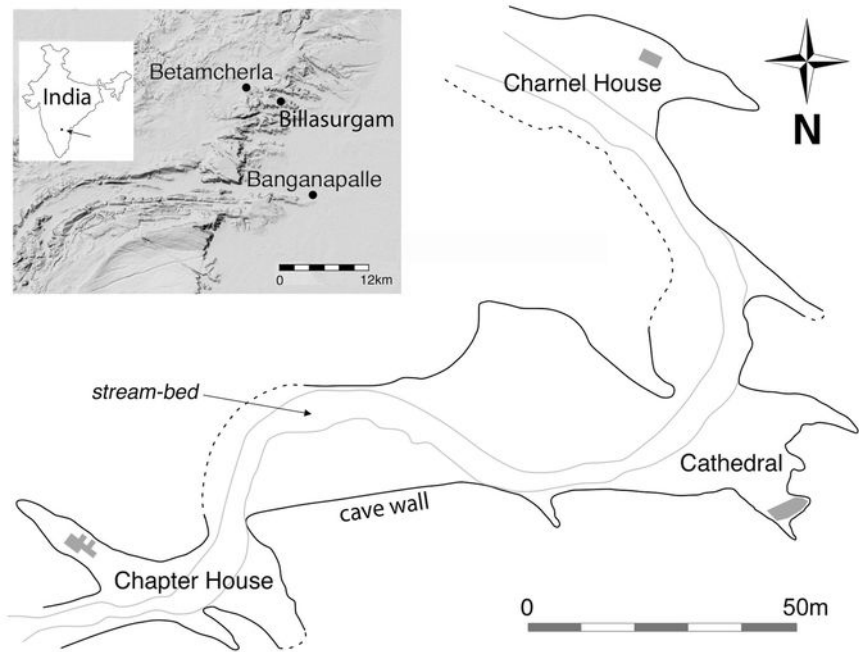 India
Betamcherla
Billasurgam
Banganapalle
0 12km
Charnel House
N
stream-bed
Cathedral
cave wall
Chapter House
0 50m